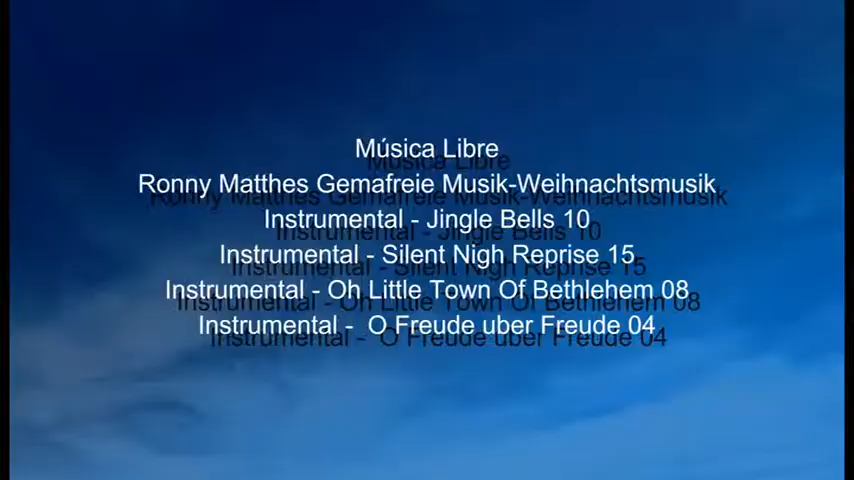 Música Libre
Ronny Matthes Gemafreie Musik-Weihnachtsmusik
Instrumental - Jingle Bells 10
Instrumental - Silent Nigh Reprise 15
Instrumental - Oh Little Town Of Bethlehem 08
Instrumental -  O Freude uber Freude 04